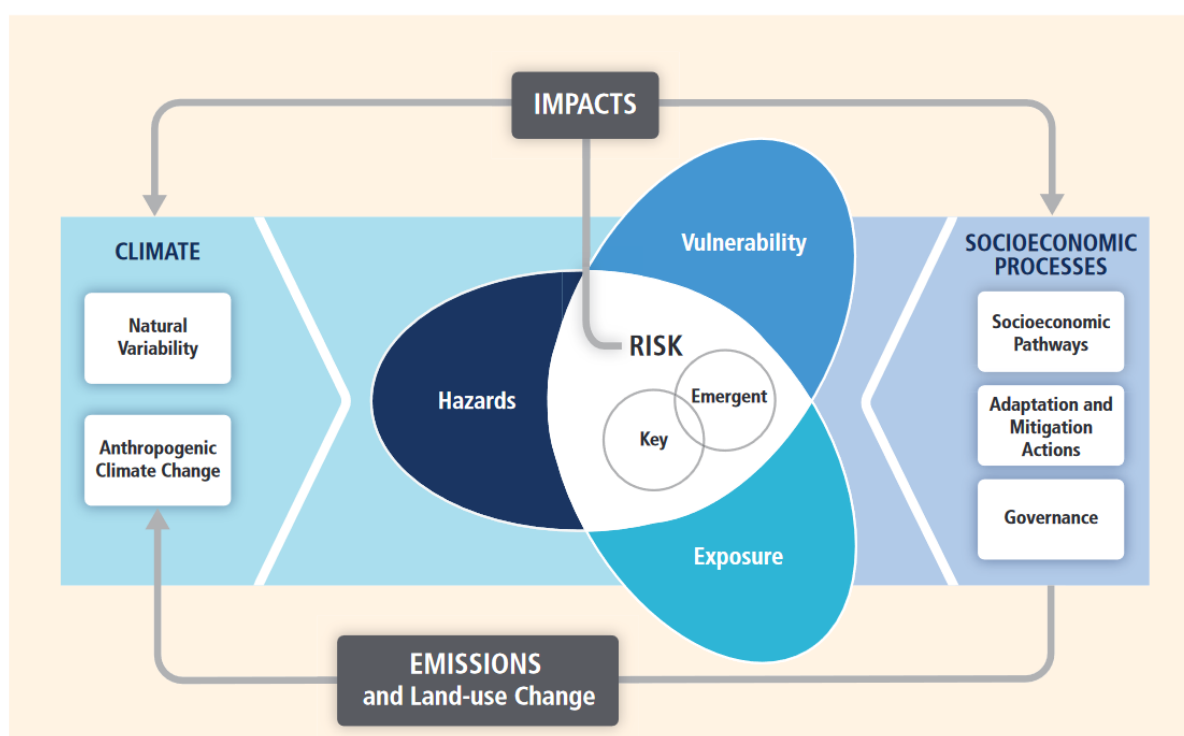 IMPACTS
CLIMATE
Natural
Variability
Anthropogenic
Climate Change
Vulnerability
Hazards
RISK
Emergent
Key
Exposure
SOCIOECONOMIC
PROCESSES
Socioeconomic
Pathways
Adaptation and
Mitigation
Actions
Governance
EMISSIONS
and Land-use Change